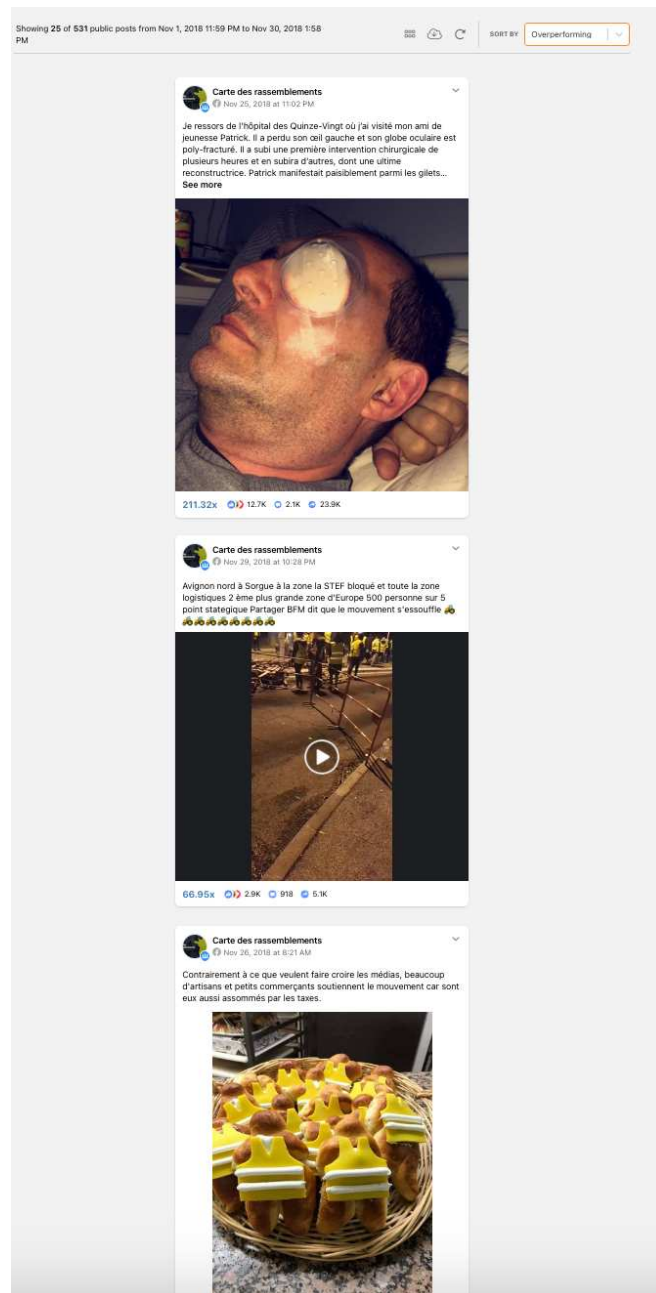 Showing 25 of 531 public posts from Nov 1, 2018 11:59 PM to Nov 30, 2018 1:58
PM
SORT BY
Overperforming
Carte des rassemblements
Nov 25, 2018 at 11:02 PM
Je ressors de l'hôpital des Quinze-Vingt où j'ai visité mon ami de
jeunesse Patrick. Il a perdu son œil gauche et son globe oculaire est
poly-fracturé. Il a subi une première intervention chirurgicale de
plusieurs heures et en subira d'autres, dont une ultime
reconstructrice. Patrick manifestait paisiblement parmi les gilets...
See more
211.32x 12.7K 2.1K 23.9K
Carte des rassemblements
Nov 29, 2018 at 10:28 PM
Avignon nord à Sorgue à la zone la STEF bloqué et toute la zone
logistiques 2 ème plus grande zone d'Europe 500 personne sur 5
point stategique Partager BFM dit que le mouvement s'essouffle 🚜
🚜🚜🚜🚜🚜🚜🚜🚜
66.95x 2.9K 918 5.1K
Carte des rassemblements
Nov 26, 2018 at 8:21 AM
Contrairement à ce que veulent faire croire les médias, beaucoup
d'artisans et petits commerçants soutiennent le mouvement car sont
eux aussi assommés par les taxes.